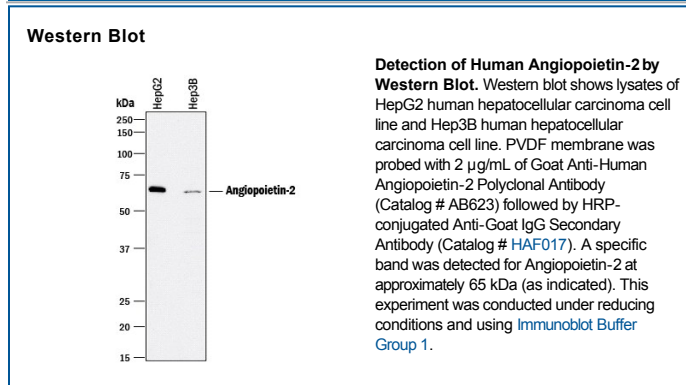 Western Blot
HepG2
Hep3B
kDa
250
150
100
75
Angiopoietin-2
50
37
25
20
15
Detection of Human Angiopoietin-2 by
Western Blot. Western blot shows lysates of
HepG2 human hepatocellular carcinoma cell
line and Hep3B human hepatocellular
carcinoma cell line. PVDF membrane was
probed with 2 µg/mL of Goat Anti-Human
Angiopoietin-2 Polyclonal Antibody
(Catalog # AB623) followed by HRP-
conjugated Anti-Goat IgG Secondary
Antibody (Catalog # HAF017). A specific
band was detected for Angiopoietin-2 at
approximately 65 kDa (as indicated). This
experiment was conducted under reducing
conditions and using Immunoblot Buffer
Group 1.